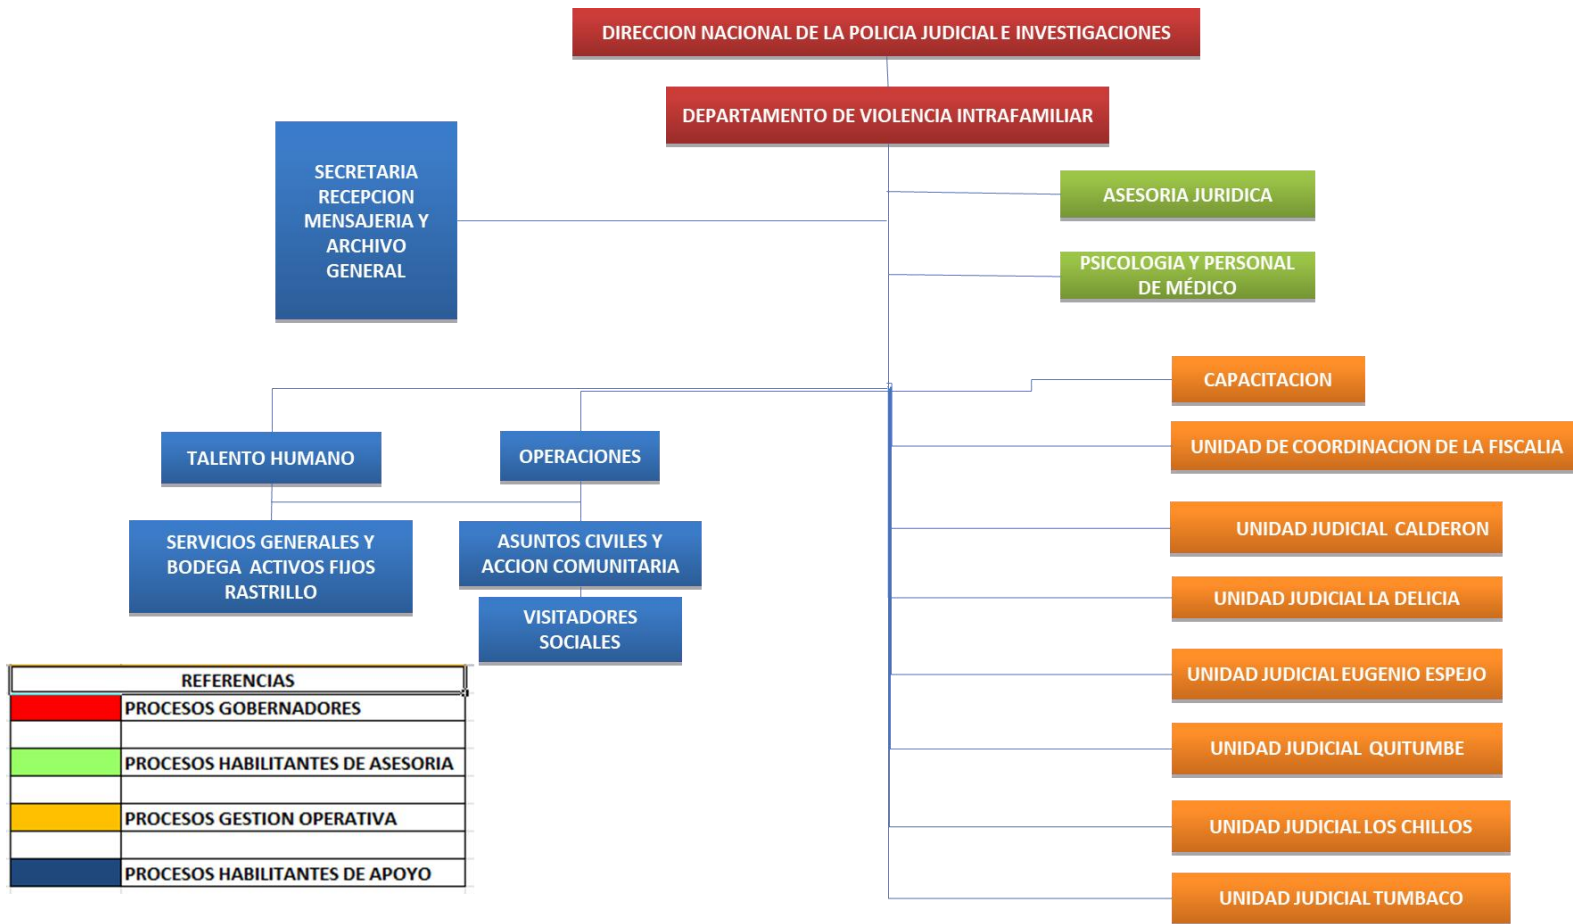 DIRECCION NACIONAL DE LA POLICIA JUDICIAL E INVESTIGACIONES
DEPARTAMENTO DE VIOLENCIA INTRAFAMILIAR
SECRETARIA
RECEPCION
MENSAJERIA Y
ARCHIVO
GENERAL
ASESORIA JURIDICA
PSICOLOGIA Y PERSONAL
DE MÉDICO
CAPACITACION
UNIDAD DE COORDINACION DE LA FISCALIA
UNIDAD JUDICIAL CALDERON
UNIDAD JUDICIAL LA DELICIA
UNIDAD JUDICIAL EUGENIO ESPEJO
UNIDAD JUDICIAL QUITUMBE
UNIDAD JUDICIAL LOS CHILLOS
UNIDAD JUDICIAL TUMBACO
TALENTO HUMANO
OPERACIONES
SERVICIOS GENERALES Y
BODEGA ACTIVOS FIJOS
RASTRILLO
ASUNTOS CIVILES Y
ACCION COMUNITARIA
VISITADORES
SOCIALES
REFERENCIAS
PROCESOS GOBERNADORES
PROCESOS HABILITANTES DE ASESORIA
PROCESOS GESTION OPERATIVA
PROCESOS HABILITANTES DE APOYO